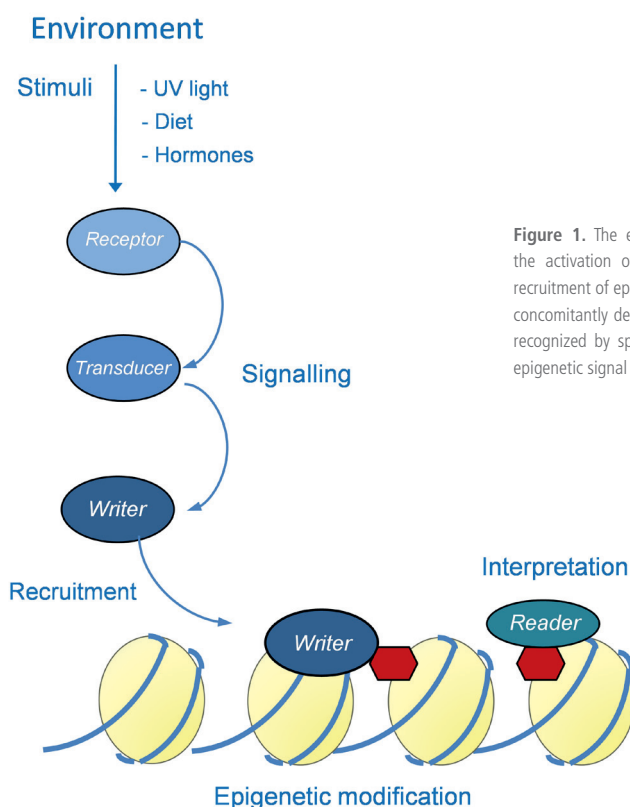 Environment
Stimuli
- UV light
- Diet
- Hormones
Receptor
Figure 1. The e
the activation o
recruitment of ep
concomitantly de
recognized by sp
epigenetic signal
Transducer
Signalling
Writer
Interpretation
Recruitment
Reader
Writer
Epigenetic modification